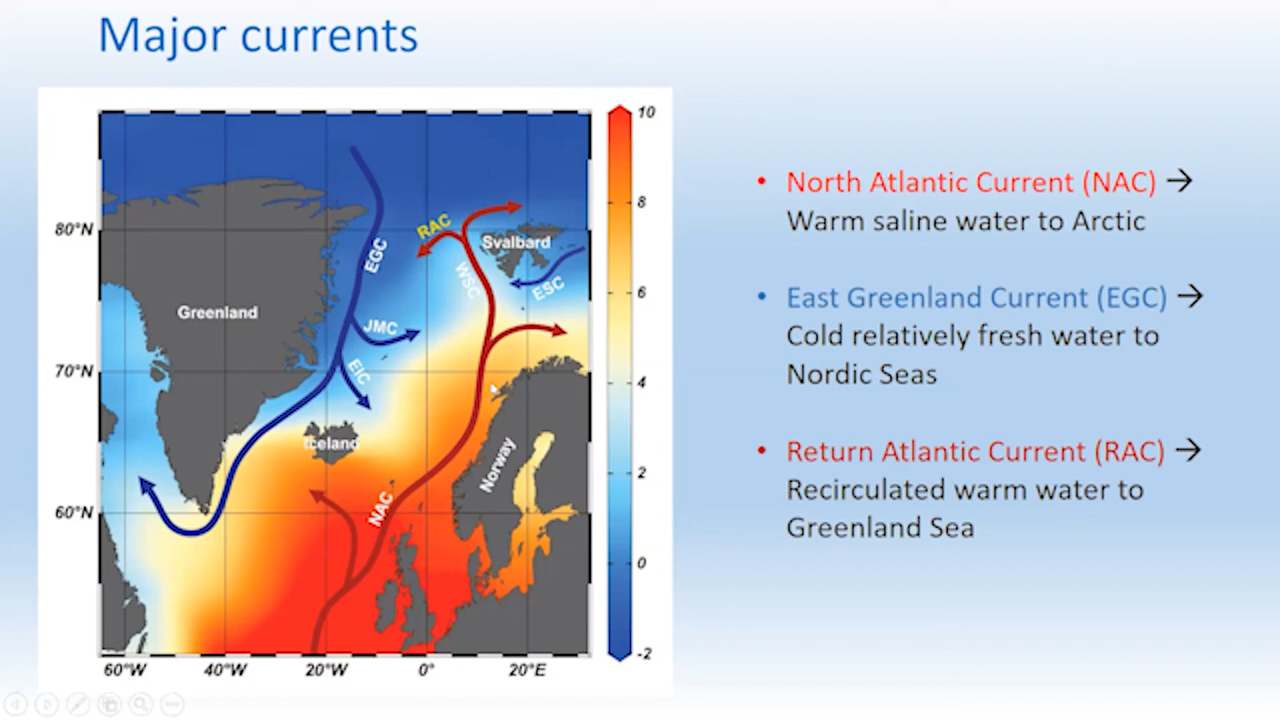 Major currents
10
8
6
4
2
0
-2
80°N
70°N
60°N
60°W
40°W
20°W
0°
20°E
Greenland
Iceland
Norway
Svalbard
EGC
JMC
EIC
RAC
WSC
ESC
NAC
• North Atlantic Current (NAC) →
Warm saline water to Arctic
• East Greenland Current (EGC) →
Cold relatively fresh water to
Nordic Seas
• Return Atlantic Current (RAC) →
Recirculated warm water to
Greenland Sea